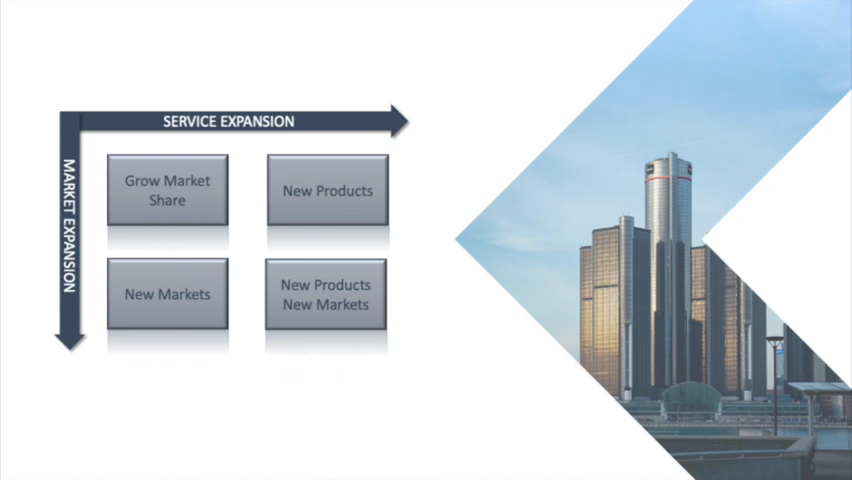 SERVICE EXPANSION
MARKET EXPANSION
Grow Market
Share
New Products
New Markets
New Products
New Markets